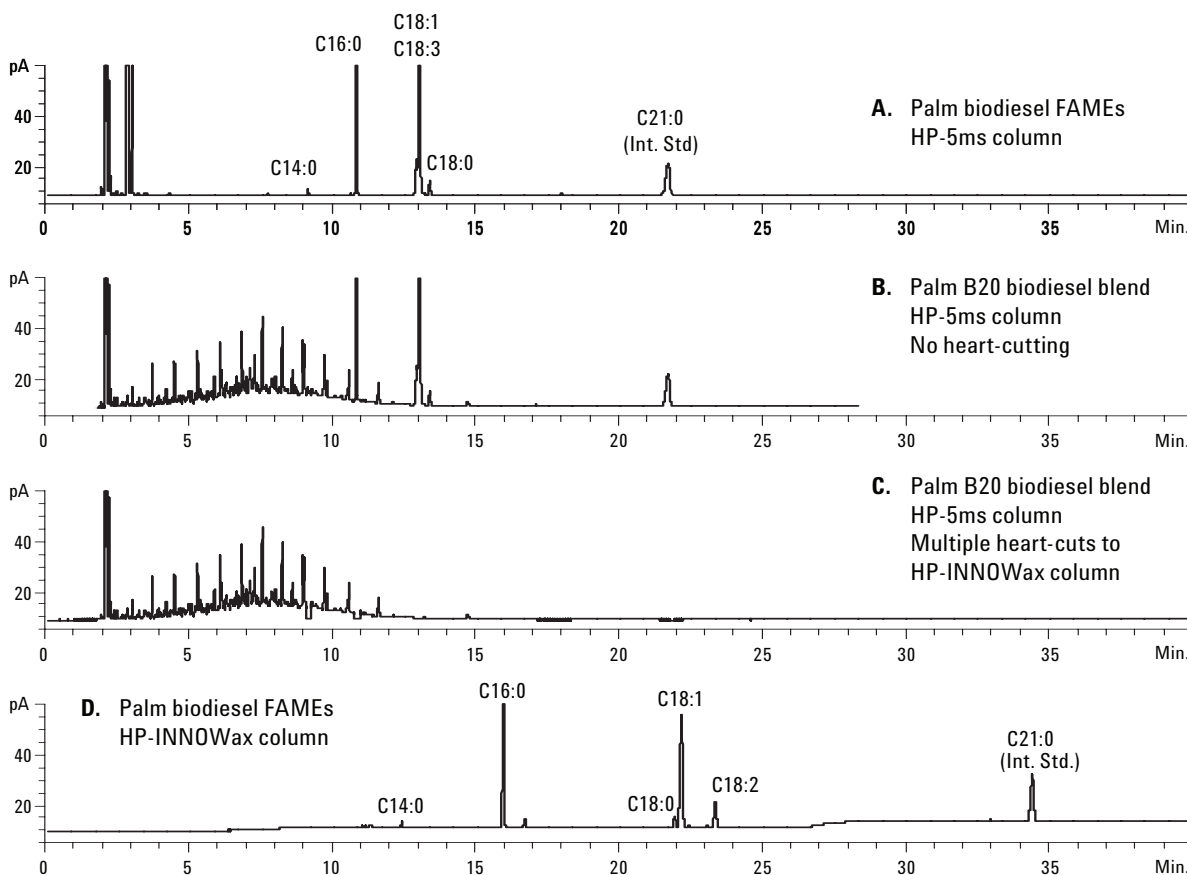 C18:1
C16:0 C18:3
pA
40
20
C14:0
C18:0
C21:0
(Int. Std)
A. Palm biodiesel FAMEs
HP-5ms column
0 5 10 15 20 25 30 35 Min.
pA
40
20
B. Palm B20 biodiesel blend
HP-5ms column
No heart-cutting
0 5 10 15 20 25 30 35 Min.
pA
40
20
C. Palm B20 biodiesel blend
HP-5ms column
Multiple heart-cuts to
HP-INNOWax column
0 5 10 15 20 25 30 35 Min.
pA
40
20
D. Palm biodiesel FAMEs
HP-INNOWax column
C14:0
C16:0
C18:0
C18:1
C18:2
C21:0
(Int. Std.)
0 5 10 15 20 25 30 35 Min.